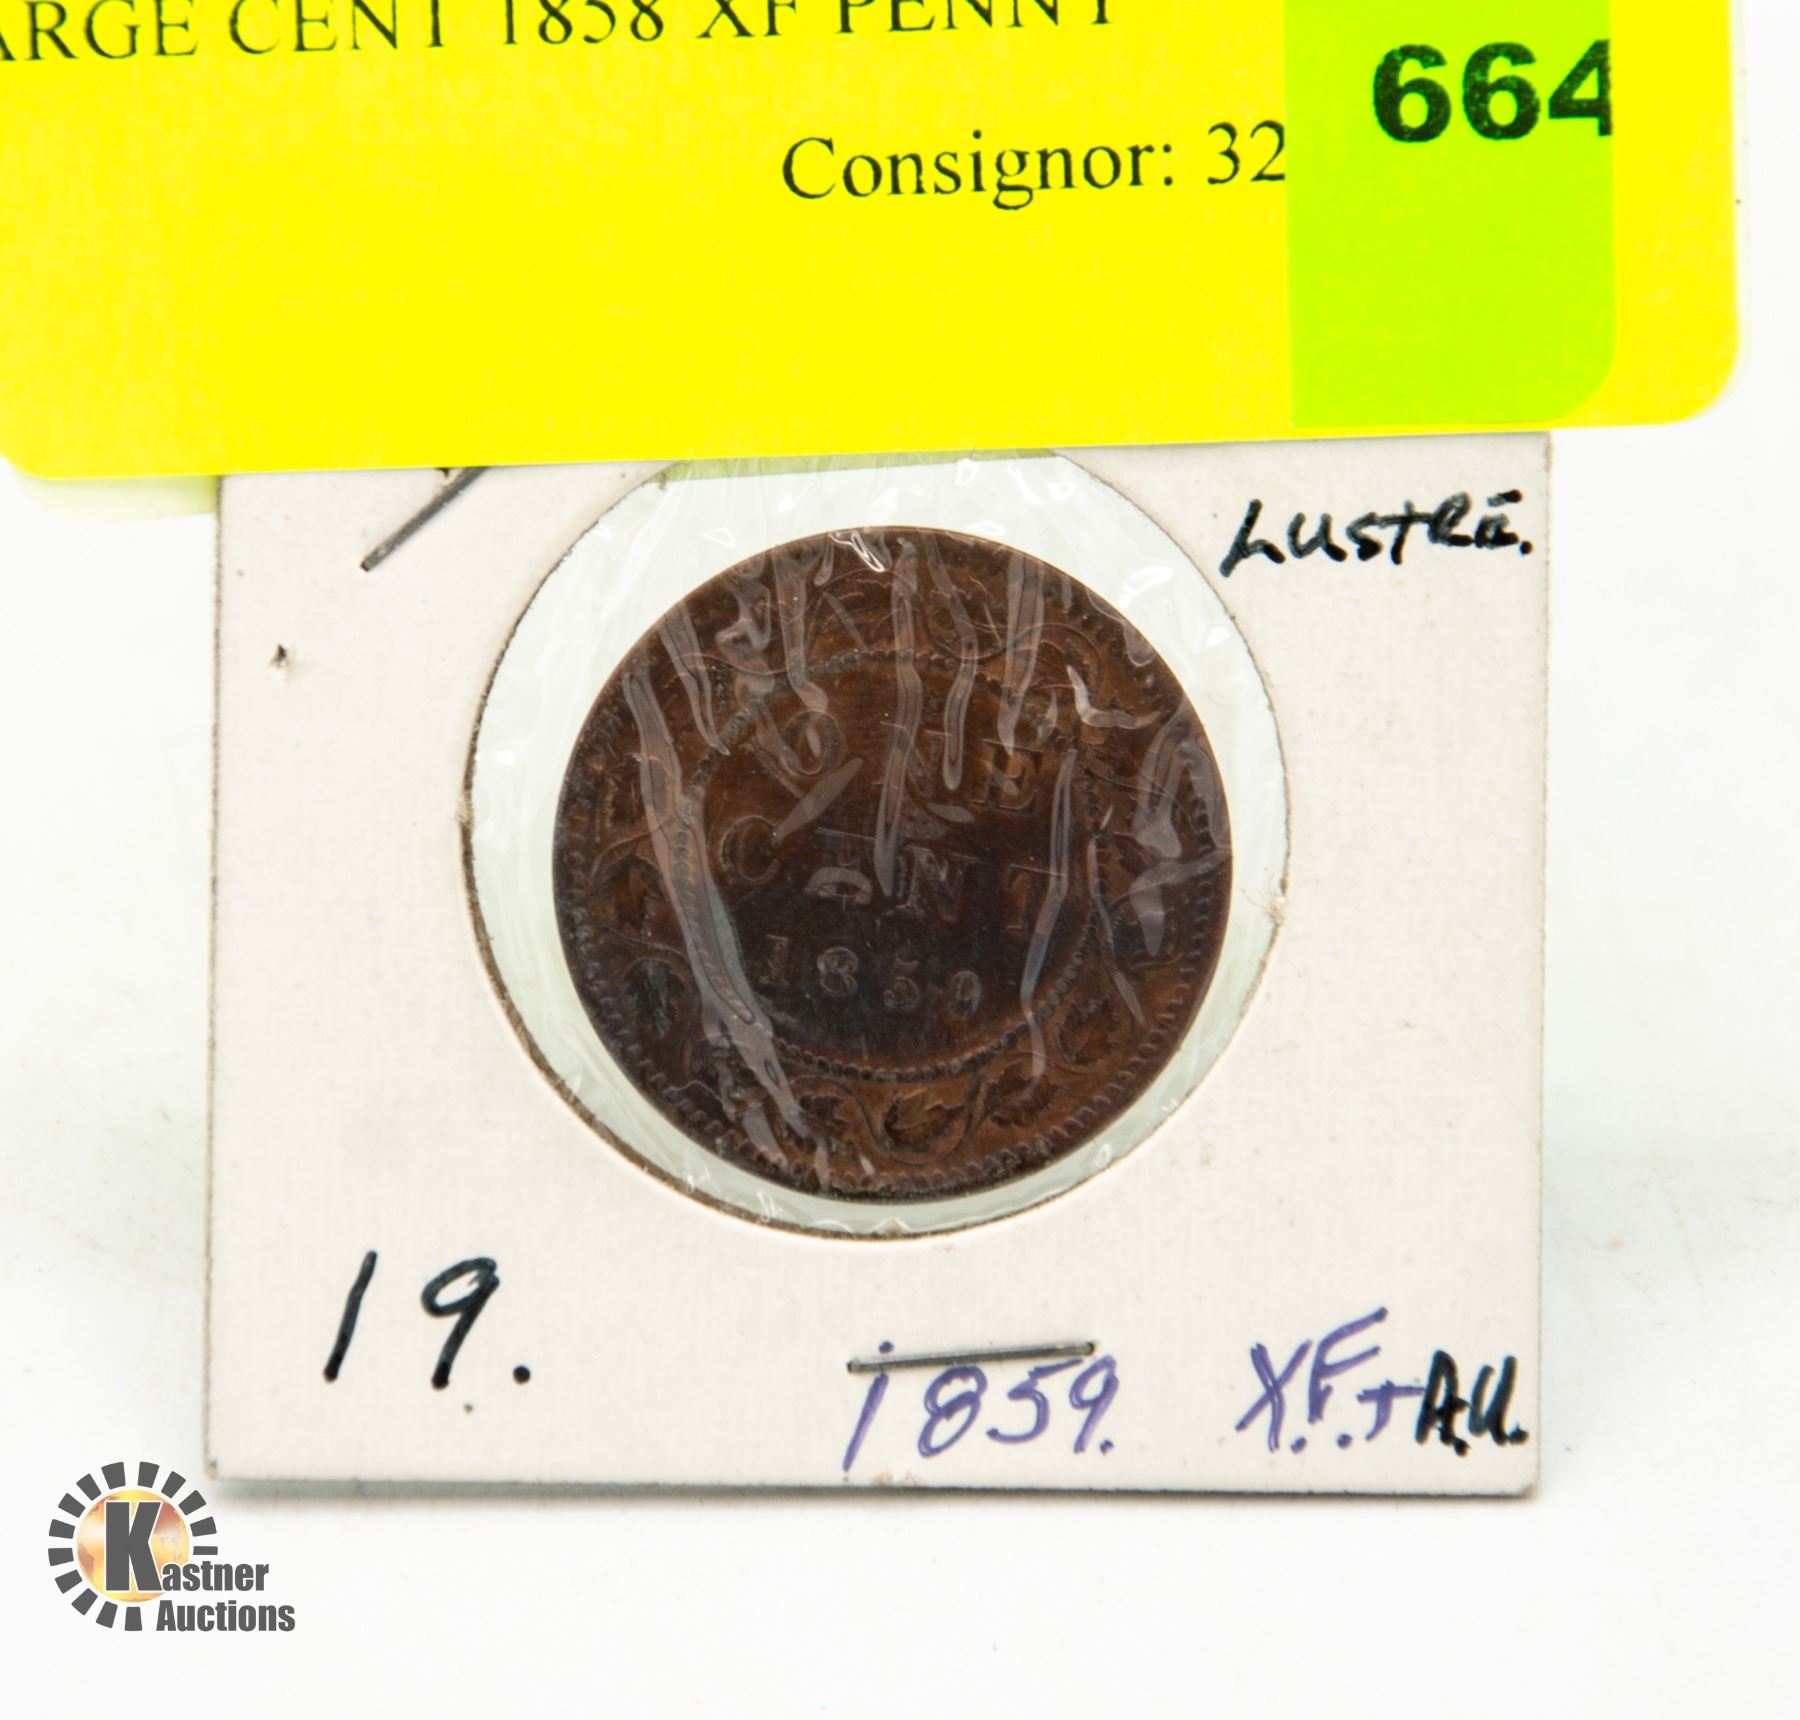 ARGE CENT 1858 XF PENNY
664
Consignor: 32
LUSTRE.
ONE
CENT
1859
19.
1859. X.F.+A.U.
Kastner
Auctions